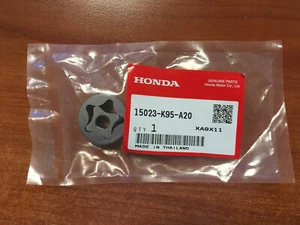 HONDA
GENUINE PARTS
Honda Motor Co., Ltd.
15023-K95-A20
QTY 1
XA9X11
MADE IN THAILAND